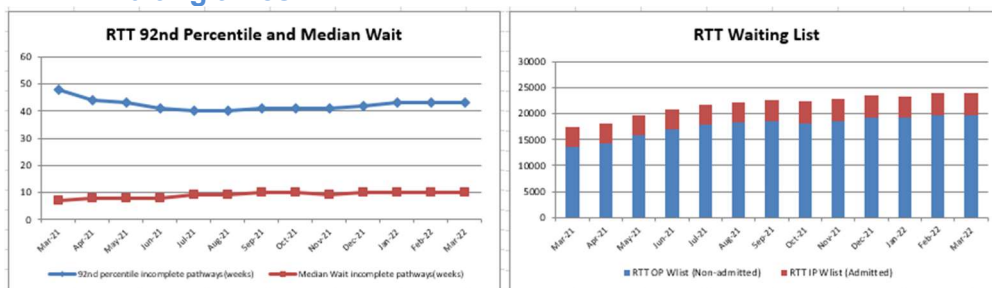 RTT 92nd Percentile and Median Wait
60
50
40
30
20
10
0
Mar-21 Apr-21 May-21 Jun-21 Jul-21 Aug-21 Sep-21 Oct-21 Nov-21 Dec-21 Jan-22 Feb-22 Mar-22
92nd percentile incomplete pathways(weeks) Median Wait incomplete pathways(weeks)
RTT Waiting List
30000
25000
20000
15000
10000
5000
0
Mar-21 Apr-21 May-21 Jun-21 Jul-21 Aug-21 Sep-21 Oct-21 Nov-21 Dec-21 Jan-22 Feb-22 Mar-22
RTT OP Wlist (Non-admitted) RTT IP Wlist (Admitted)